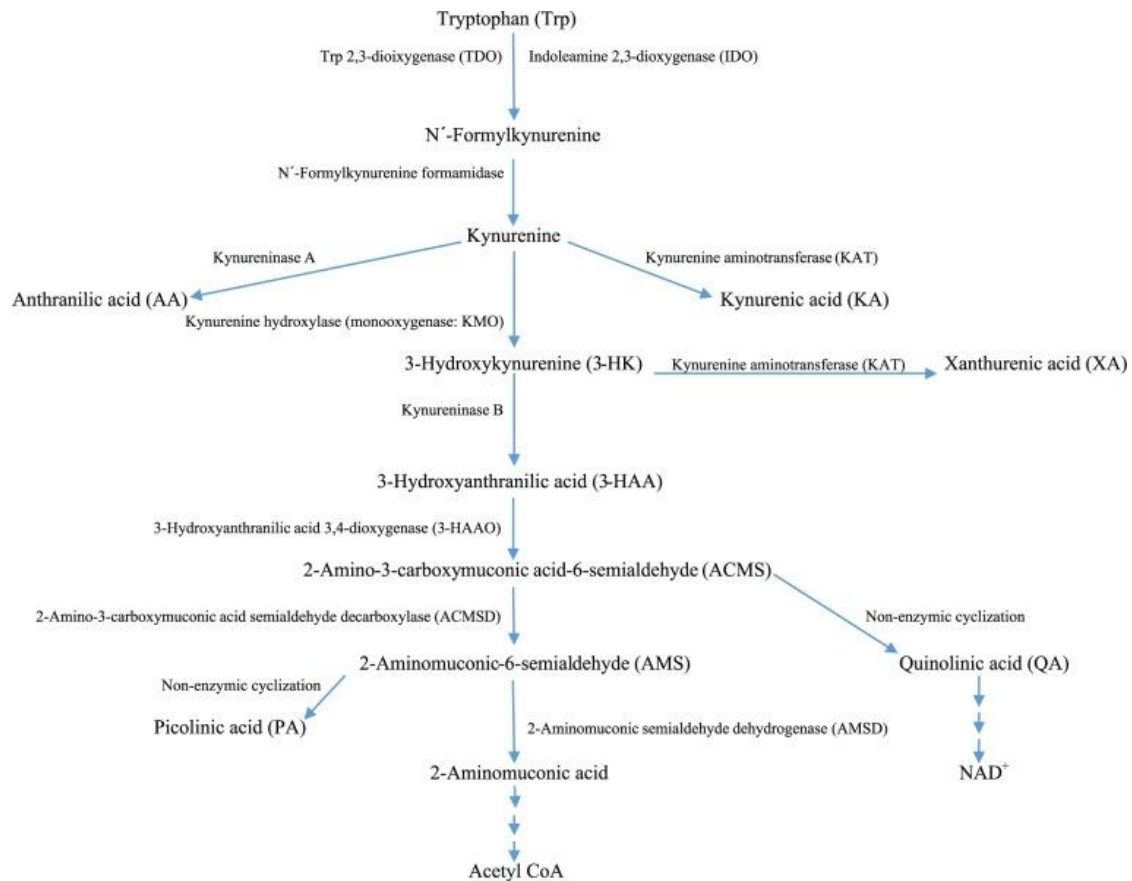 Tryptophan (Trp)
Trp 2,3-dioixygenase (TDO)
Indoleamine 2,3-dioxygenase (IDO)
N´-Formylkynurenine
N´-Formylkynurenine formamidase
Kynurenine
Kynureninase A
Kynurenine aminotransferase (KAT)
Anthranilic acid (AA)
Kynurenic acid (KA)
Kynurenine hydroxylase (monooxygenase: KMO)
3-Hydroxykynurenine (3-HK)
Kynurenine aminotransferase (KAT)
Xanthurenic acid (XA)
Kynureninase B
3-Hydroxyanthranilic acid (3-HAA)
3-Hydroxyanthranilic acid 3,4-dioxygenase (3-HAAO)
2-Amino-3-carboxymuconic acid-6-semialdehyde (ACMS)
2-Amino-3-carboxymuconic acid semialdehyde decarboxylase (ACMSD)
Non-enzymic cyclization
2-Aminomuconic-6-semialdehyde (AMS)
Quinolinic acid (QA)
Non-enzymic cyclization
Picolinic acid (PA)
2-Aminomuconic semialdehyde dehydrogenase (AMSD)
2-Aminomuconic acid
NAD⁺
Acetyl CoA